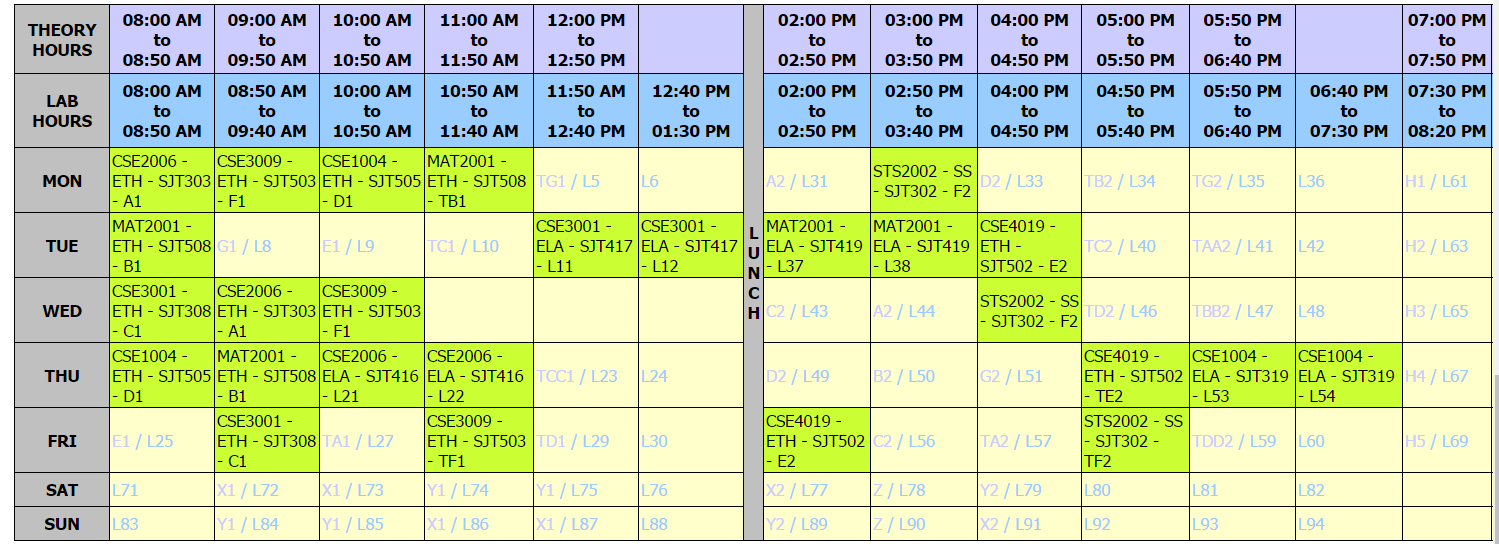 THEORY HOURS 08:00 AM to 08:50 AM 09:00 AM to 09:50 AM 10:00 AM to 10:50 AM 11:00 AM to 11:50 AM 12:00 PM to 12:50 PM LUNCH 02:00 PM to 02:50 PM 03:00 PM to 03:50 PM 04:00 PM to 04:50 PM 05:00 PM to 05:50 PM 05:50 PM to 06:40 PM 07:00 PM to 07:50 PM
LAB HOURS 08:00 AM to 08:50 AM 08:50 AM to 09:40 AM 10:00 AM to 10:50 AM 10:50 AM to 11:40 AM 11:50 AM to 12:40 PM 12:40 PM to 01:30 PM 02:00 PM to 02:50 PM 02:50 PM to 03:40 PM 04:00 PM to 04:50 PM 04:50 PM to 05:40 PM 05:50 PM to 06:40 PM 06:40 PM to 07:30 PM 07:30 PM to 08:20 PM
MON CSE2006 - ETH - SJT303 - A1 CSE3009 - ETH - SJT503 - F1 CSE1004 - ETH - SJT505 - D1 MAT2001 - ETH - SJT508 - TB1 TG1 / L5 L6 A2 / L31 STS2002 - SS - SJT302 - F2 D2 / L33 TB2 / L34 TG2 / L35 L36 H1 / L61
TUE MAT2001 - ETH - SJT508 - B1 G1 / L8 E1 / L9 TC1 / L10 CSE3001 - ELA - SJT417 - L11 CSE3001 - ELA - SJT417 - L12 MAT2001 - ELA - SJT419 - L37 MAT2001 - ELA - SJT419 - L38 CSE4019 - ETH - SJT502 - E2 TC2 / L40 TAA2 / L41 L42 H2 / L63
WED CSE3001 - ETH - SJT308 - C1 CSE2006 - ETH - SJT303 - A1 CSE3009 - ETH - SJT503 - F1 C2 / L43 A2 / L44 STS2002 - SS - SJT302 - F2 TD2 / L46 TBB2 / L47 L48 H3 / L65
THU CSE1004 - ETH - SJT505 - D1 MAT2001 - ETH - SJT508 - B1 CSE2006 - ELA - SJT416 - L21 CSE2006 - ELA - SJT416 - L22 TCC1 / L23 L24 D2 / L49 B2 / L50 G2 / L51 CSE4019 - ETH - SJT502 - TE2 CSE1004 - ELA - SJT319 - L53 CSE1004 - ELA - SJT319 - L54 H4 / L67
FRI E1 / L25 CSE3001 - ETH - SJT308 - C1 TA1 / L27 CSE3009 - ETH - SJT503 - TF1 TD1 / L29 L30 CSE4019 - ETH - SJT502 - E2 C2 / L56 TA2 / L57 STS2002 - SS - SJT302 - TF2 TDD2 / L59 L60 H5 / L69
SAT L71 X1 / L72 X1 / L73 Y1 / L74 Y1 / L75 L76 X2 / L77 Z / L78 Y2 / L79 L80 L81 L82
SUN L83 Y1 / L84 Y1 / L85 X1 / L86 X1 / L87 L88 Y2 / L89 Z / L90 X2 / L91 L92 L93 L94